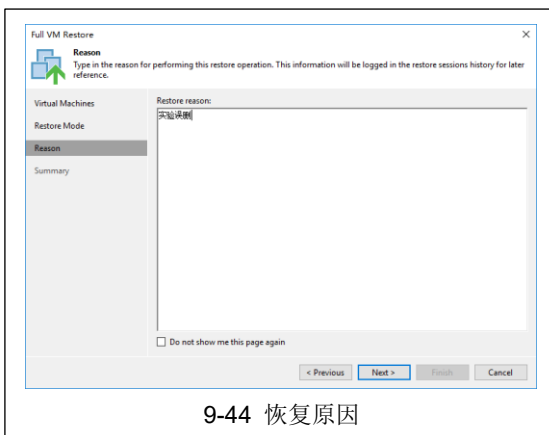 Full VM Restore
Reason
Type in the reason for performing this restore operation. This information will be logged in the restore sessions history for later
reference.
Virtual Machines
Restore Mode
Reason
Summary
Restore reason:
实验误删
Do not show me this page again
< Previous
Next >
Finish
Cancel
9-44 恢复原因